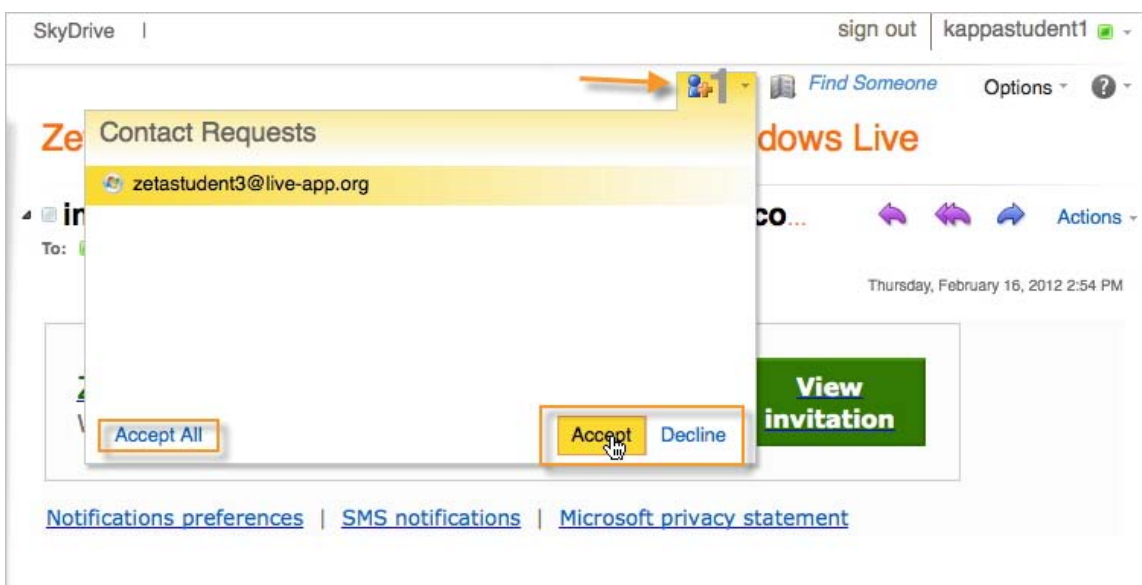 SkyDrive | sign out | kappastudent1
1 Find Someone Options ?
Contact Requests
Ze dows Live
zetastudent3@live-app.org
in co... Actions
To:
Thursday, February 16, 2012 2:54 PM
View
invitation
Accept All Accept Decline
Notifications preferences | SMS notifications | Microsoft privacy statement